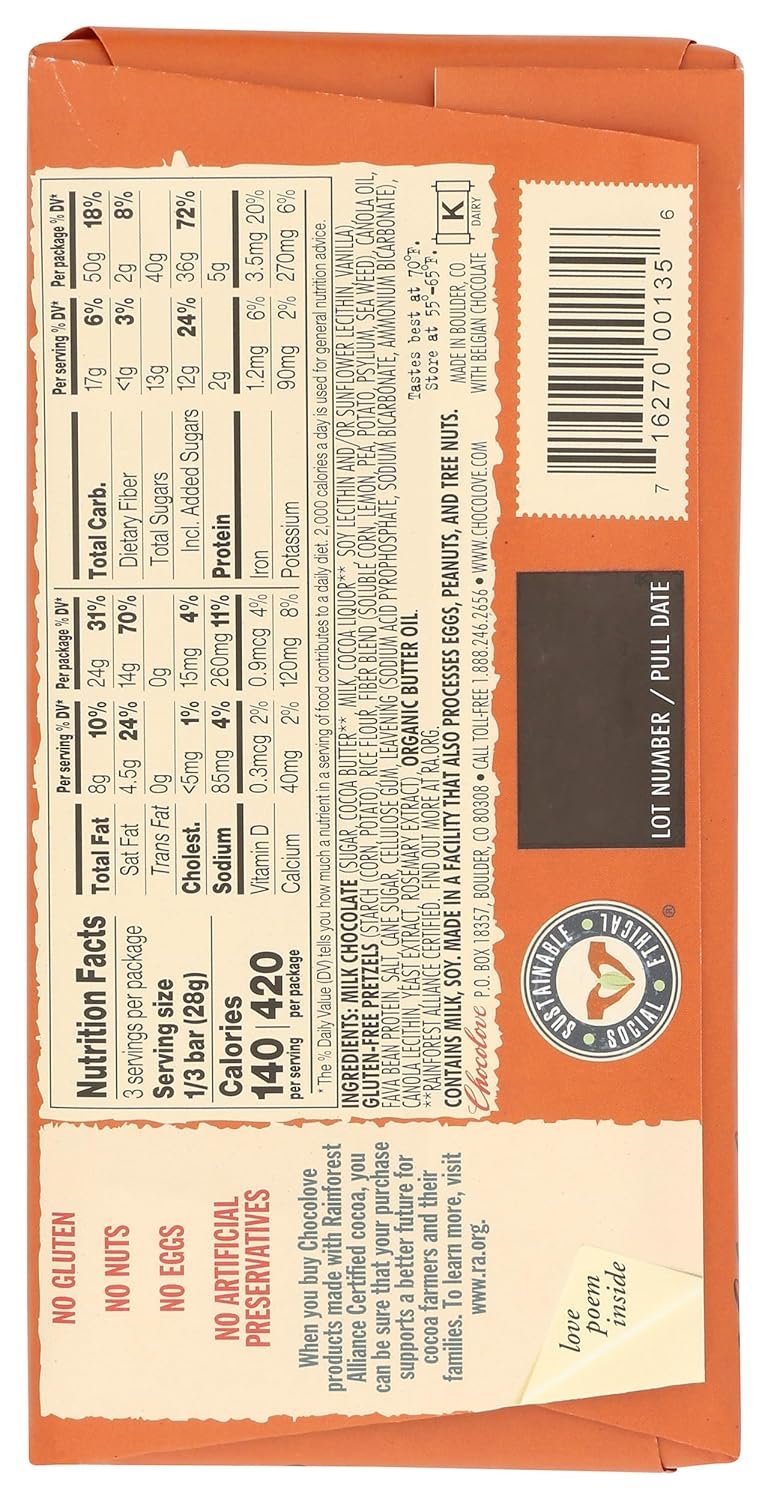 NO GLUTEN
NO NUTS
NO EGGS
NO ARTIFICIAL
PRESERVATIVES
When you buy Chocolove
products made with Rainforest
Alliance Certified cocoa, you
can be sure that your purchase
supports a better future for
cocoa farmers and their
families. To learn more, visit
www.ra.org.
love
poem
inside
Nutrition Facts
3 servings per package
Serving size
1/3 bar (28g)
Calories
140 420
per serving per package
Per serving % DV* Per package % DV*
Total Fat 8g 10% 24g 31%
Sat Fat 4.5g 24% 14g 70%
Trans Fat 0g 0g
Cholest. <5mg 1% 15mg 4%
Sodium 85mg 4% 260mg 11%
Vitamin D 0.3mcg 2% 0.9mcg 4%
Calcium 40mg 2% 120mg 8%
Per serving % DV* Per package % DV*
Total Carb. 17g 6% 50g 18%
Dietary Fiber <1g 3% 2g 8%
Total Sugars 13g 40g
Incl. Added Sugars 12g 24% 36g 72%
Protein 2g 5g
Iron 1.2mg 6% 3.5mg 20%
Potassium 90mg 2% 270mg 6%
*The % Daily Value (DV) tells you how much a nutrient in a serving of food contributes to a daily diet. 2,000 calories a day is used for general nutrition advice.
INGREDIENTS: MILK CHOCOLATE (SUGAR, COCOA BUTTER** MILK, COCOA LIQUOR** SOY LECITHIN AND/OR SUNFLOWER LECITHIN, VANILLA),
GLUTEN-FREE PRETZELS (STARCH (CORN, POTATO), RICE FLOUR, FIBER BLEND (SOLUBLE CORN, LEMON, PEA, POTATO, PSYLIUM, SEA WEED), CANOLA OIL,
FAVA BEAN PROTEIN, SALT, CANE SUGAR, CELLULOSE GUM, LEAVENING (SODIUM ACID PYROPHOSPHATE, SODIUM BICARBONATE, AMMONIUM BICARBONATE),
CANOLA LECITHIN, YEAST EXTRACT, ROSEMARY EXTRACT), ORGANIC BUTTER OIL.
**RAINFOREST ALLIANCE CERTIFIED. FIND OUT MORE AT RA.ORG.
CONTAINS MILK, SOY. MADE IN A FACILITY THAT ALSO PROCESSES EGGS, PEANUTS, AND TREE NUTS.
Chocolove P.O. BOX 18357, BOULDER, CO 80308 • CALL TOLL-FREE 1.888.246.2656 • WWW.CHOCOLOVE.COM
Tastes best at 70°F.
Store at 55°-65°F.
MADE IN BOULDER, CO
WITH BELGIAN CHOCOLATE
K
DAIRY
SUSTAINABLE • ETHICAL • SOCIAL •
®
LOT NUMBER / PULL DATE
7 16270 00135 6